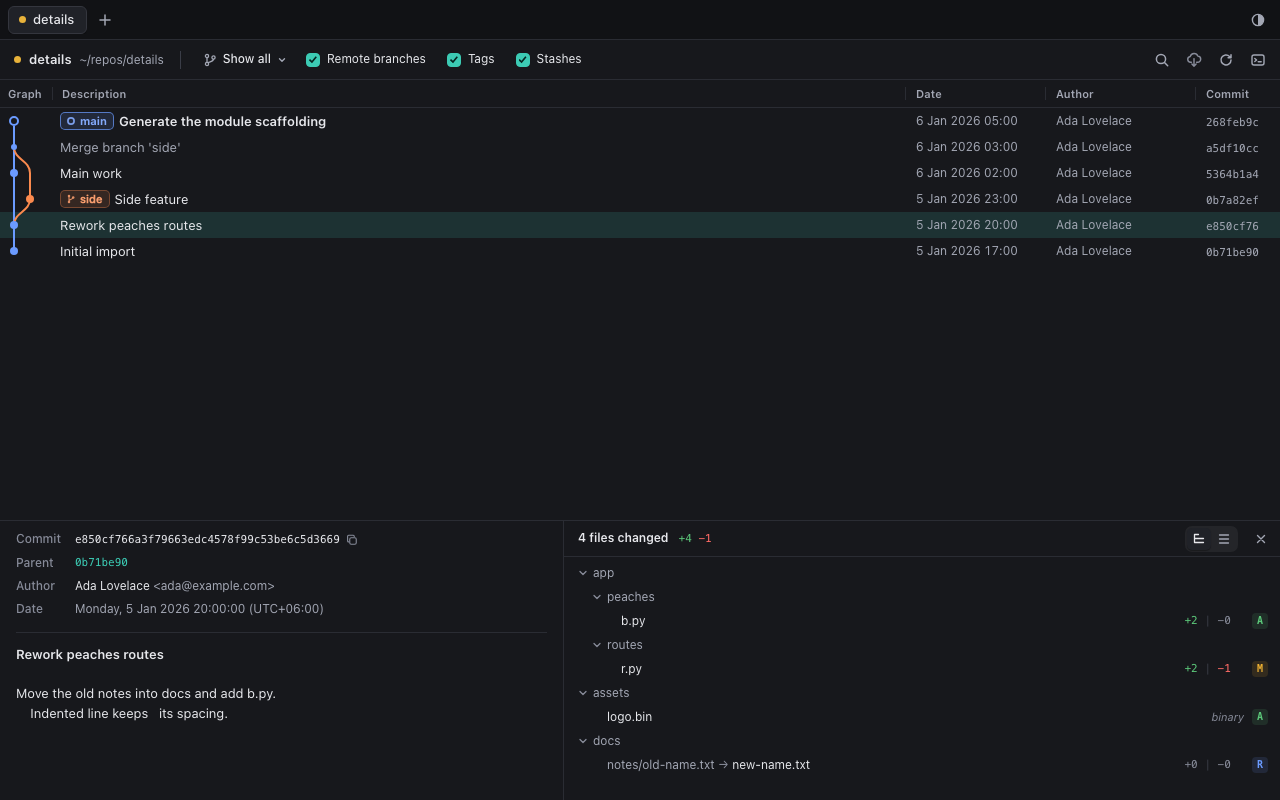 details
details ~/repos/details Show all Remote branches Tags Stashes
Graph Description Date Author Commit
main Generate the module scaffolding 6 Jan 2026 05:00 Ada Lovelace 268feb9c
Merge branch 'side' 6 Jan 2026 03:00 Ada Lovelace a5df10cc
Main work 6 Jan 2026 02:00 Ada Lovelace 5364b1a4
side Side feature 5 Jan 2026 23:00 Ada Lovelace 0b7a82ef
Rework peaches routes 5 Jan 2026 20:00 Ada Lovelace e850cf76
Initial import 5 Jan 2026 17:00 Ada Lovelace 0b71be90
Commit e850cf766a3f79663edc4578f99c53be6c5d3669
Parent 0b71be90
Author Ada Lovelace <ada@example.com>
Date Monday, 5 Jan 2026 20:00:00 (UTC+06:00)
Rework peaches routes
Move the old notes into docs and add b.py.
    Indented line keeps   its spacing.
4 files changed +4 −1
app
peaches
b.py +2 | −0 A
routes
r.py +2 | −1 M
assets
logo.bin binary A
docs
notes/old-name.txt → new-name.txt +0 | −0 R